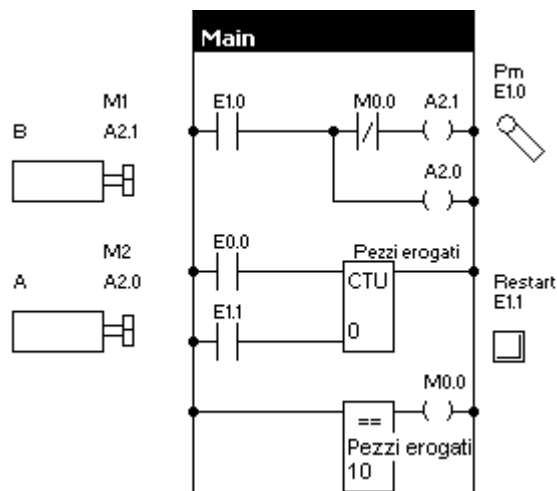 Main
Pm
E1.0
M1
E1.0 M0.0 A2.1
B A2.1
A2.0
M2
E0.0 Pezzi erogati
A A2.0 CTU Restart
E1.1 E1.1
0
M0.0
==
Pezzi erogati
10